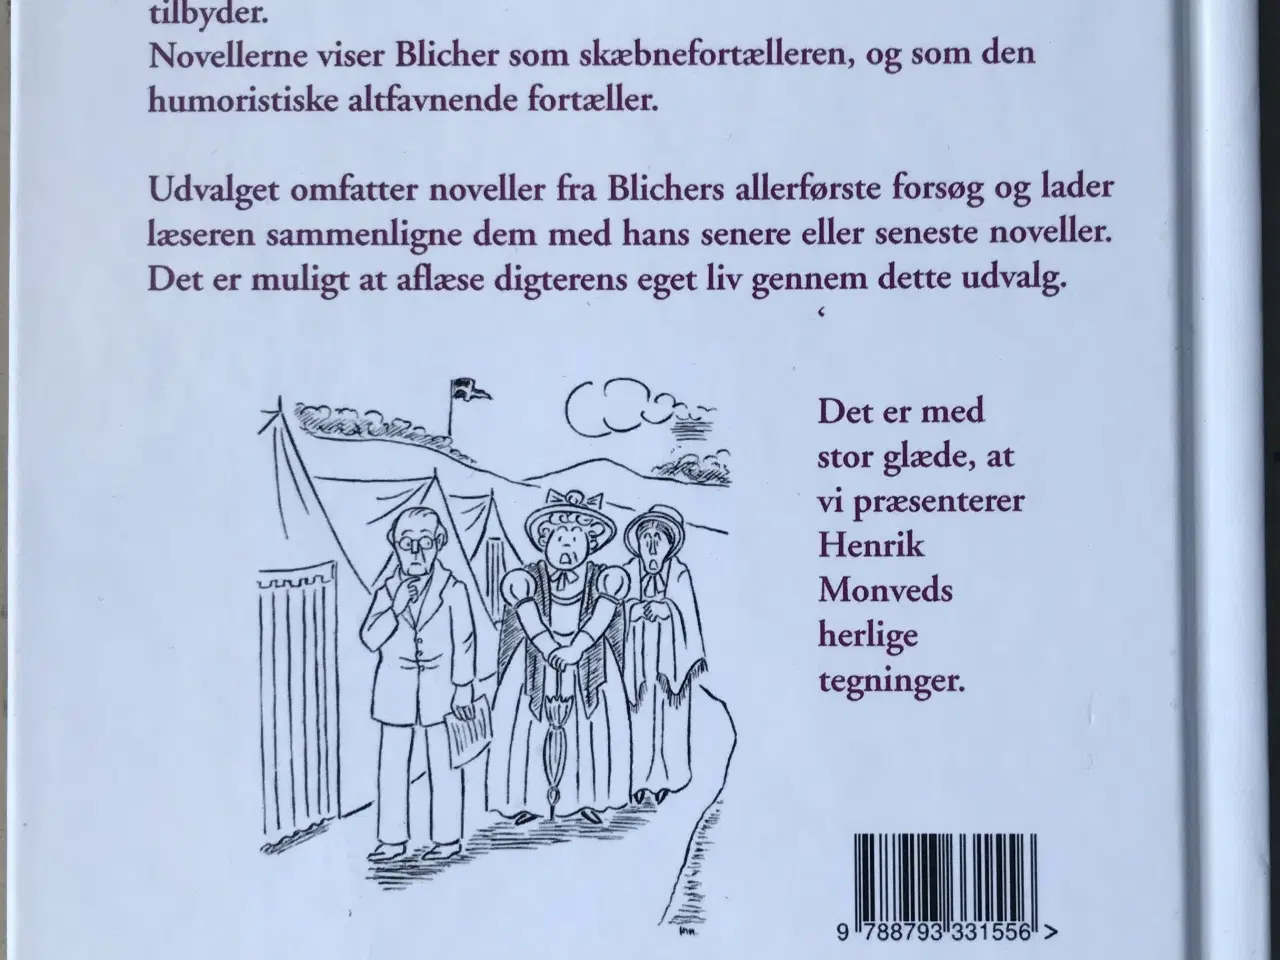 tilbyder.
Novellerne viser Blicher som skæbnefortælleren, og som den
humoristiske altfavnende fortæller.
Udvalget omfatter noveller fra Blichers allerførste forsøg og lader
læseren sammenligne dem med hans senere eller seneste noveller.
Det er muligt at aflæse digterens eget liv gennem dette udvalg.
Det er med
stor glæde, at
vi præsenterer
Henrik
Monveds
herlige
tegninger.
9 788793 331556 >